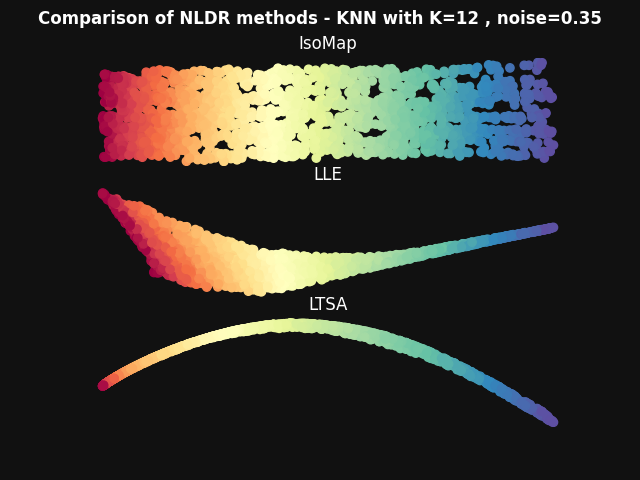 Comparison of NLDR methods - KNN with K=12 , noise=0.35
IsoMap
LLE
LTSA